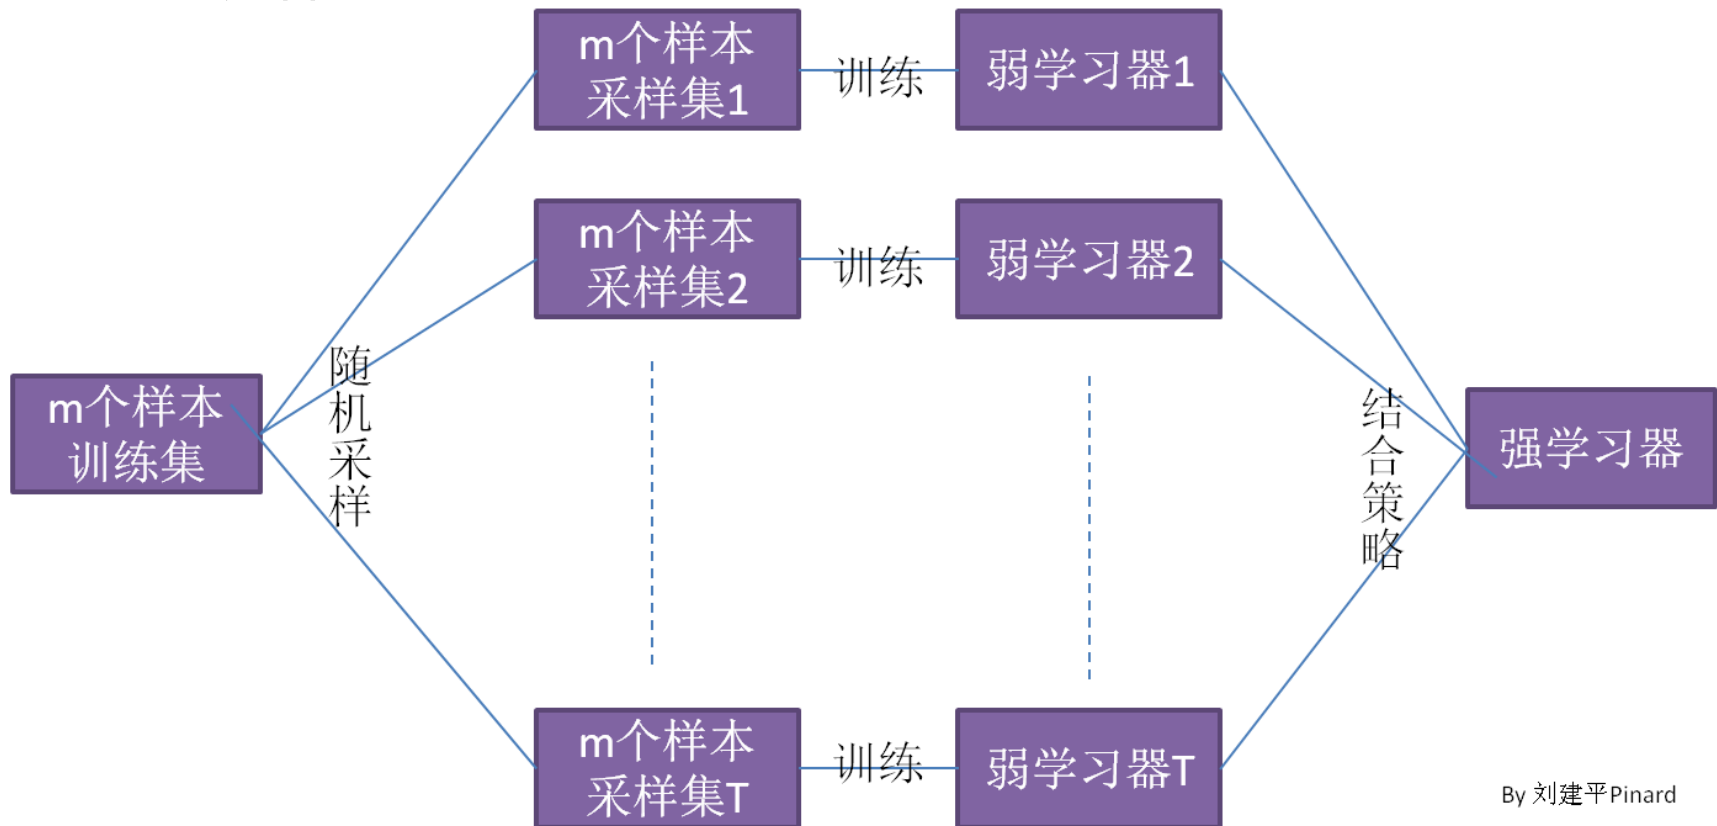 m个样本
采样集1
训练
弱学习器1
m个样本
采样集2
训练
弱学习器2
随机采样
m个样本
训练集
结合策略
强学习器
m个样本
采样集T
训练
弱学习器T
By 刘建平Pinard